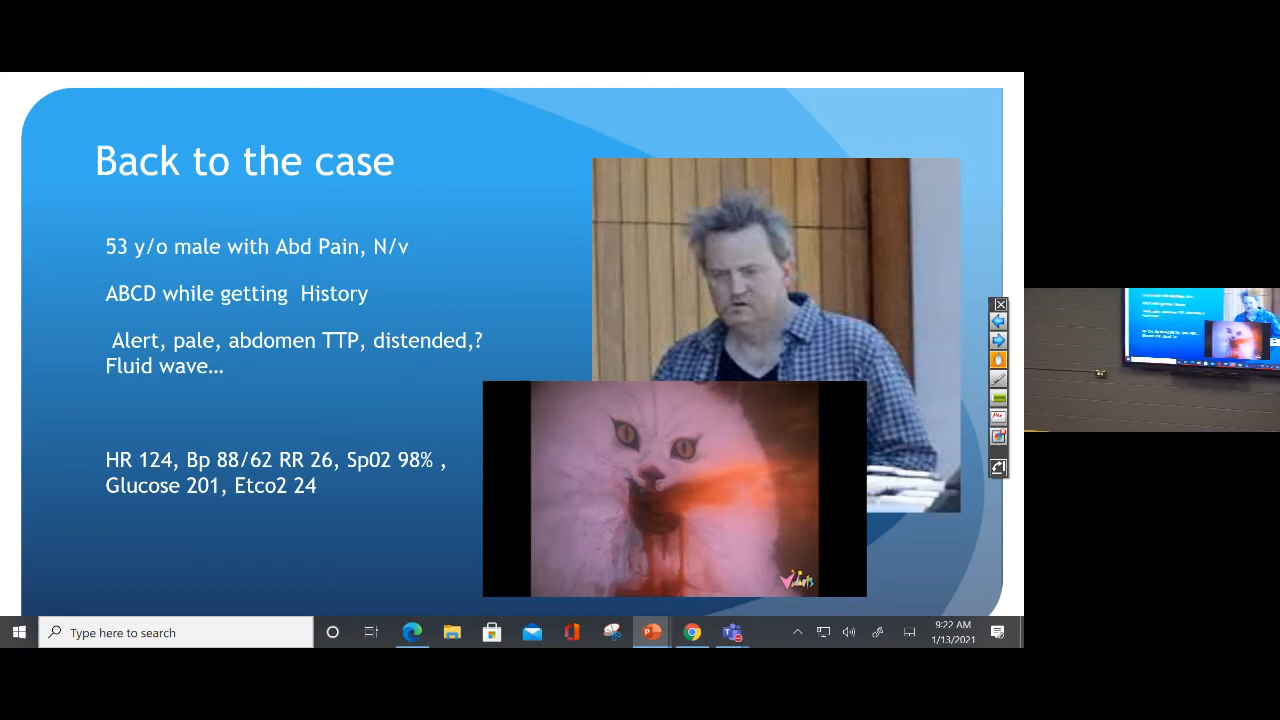 Back to the case
53 y/o male with Abd Pain, N/v
ABCD while getting  History
Alert, pale, abdomen TTP, distended,?
Fluid wave…
HR 124, Bp 88/62 RR 26, Sp02 98% ,
Glucose 201, Etco2 24
Type here to search
9:22 AM
1/13/2021